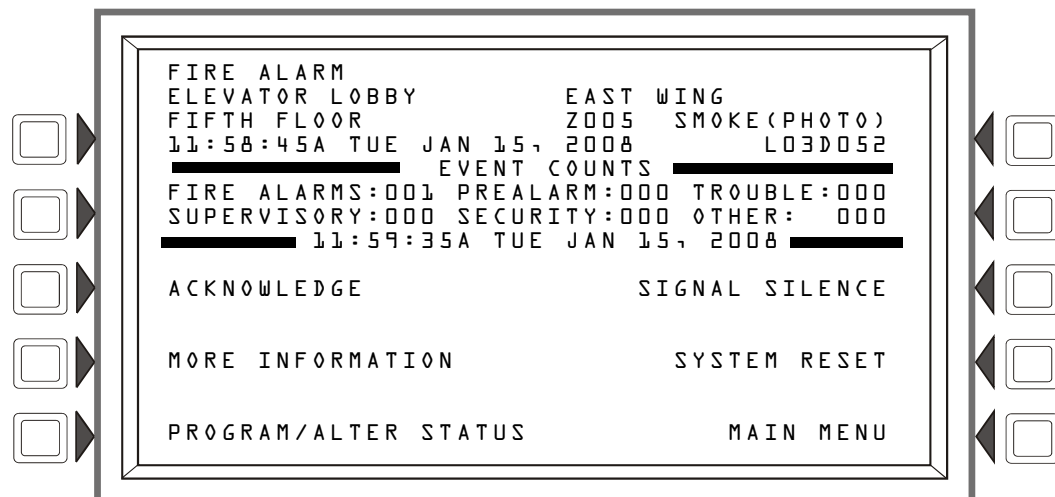 FIRE ALARM
ELEVATOR LOBBY EAST WING
FIFTH FLOOR Z005 SMOKE(PHOTO)
11:58:45A TUE JAN 15, 2008 L03D052
EVENT COUNTS
FIRE ALARMS:001 PREALARM:000 TROUBLE:000
SUPERVISORY:000 SECURITY:000 OTHER: 000
11:59:35A TUE JAN 15, 2008
ACKNOWLEDGE SIGNAL SILENCE
MORE INFORMATION SYSTEM RESET
PROGRAM/ALTER STATUS MAIN MENU